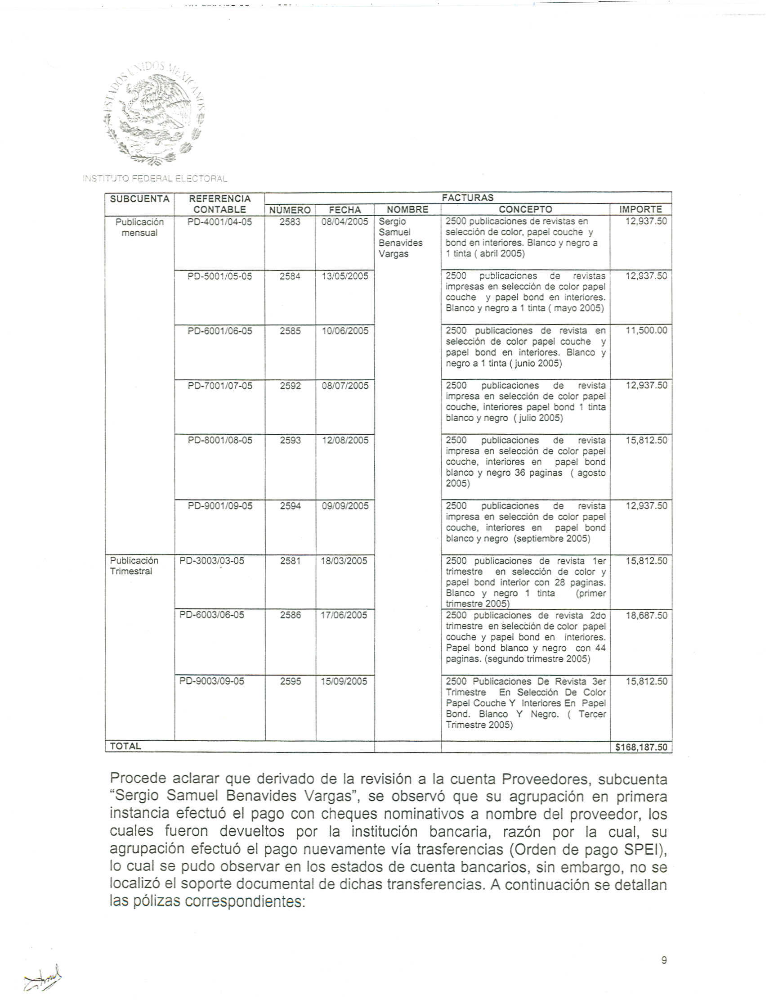 ESTADOS UNIDOS MEXICANOS
INSTITUTO FEDERAL ELECTORAL
SUBCUENTA REFERENCIA CONTABLE FACTURAS
NÚMERO FECHA NOMBRE CONCEPTO IMPORTE
Publicación mensual PD-4001/04-05 2583 08/04/2005 Sergio Samuel Benavides Vargas 2500 publicaciones de revistas en
selección de color, papel couche y
bond en interiores. Blanco y negro a
1 tinta ( abril 2005) 12,937.50
PD-5001/05-05 2584 13/05/2005 2500 publicaciones de revistas
impresas en selección de color papel
couche y papel bond en interiores.
Blanco y negro a 1 tinta ( mayo 2005) 12,937.50
PD-6001/06-05 2585 10/06/2005 2500 publicaciones de revista en
selección de color papel couche y
papel bond en interiores. Blanco y
negro a 1 tinta ( junio 2005) 11,500.00
PD-7001/07-05 2592 08/07/2005 2500 publicaciones de revista
impresa en selección de color papel
couche, interiores papel bond 1 tinta
blanco y negro ( julio 2005) 12,937.50
PD-8001/08-05 2593 12/08/2005 2500 publicaciones de revista
impresa en selección de color papel
couche, interiores en papel bond
blanco y negro 36 paginas ( agosto
2005) 15,812.50
PD-9001/09-05 2594 09/09/2005 2500 publicaciones de revista
impresa en selección de color papel
couche, interiores en papel bond
blanco y negro (septiembre 2005) 12,937.50
Publicación Trimestral PD-3003/03-05 2581 18/03/2005 2500 publicaciones de revista 1er
trimestre en selección de color y
papel bond interior con 28 paginas.
Blanco y negro 1 tinta (primer
trimestre 2005) 15,812.50
PD-6003/06-05 2586 17/06/2005 2500 publicaciones de revista 2do
trimestre en selección de color papel
couche y papel bond en interiores.
Papel bond blanco y negro con 44
paginas. (segundo trimestre 2005) 18,687.50
PD-9003/09-05 2595 15/09/2005 2500 Publicaciones De Revista 3er
Trimestre En Selección De Color
Papel Couche Y Interiores En Papel
Bond. Blanco Y Negro. ( Tercer
Trimestre 2005) 15,812.50
TOTAL $168,187.50
Procede aclarar que derivado de la revisión a la cuenta Proveedores, subcuenta
“Sergio Samuel Benavides Vargas”, se observó que su agrupación en primera
instancia efectuó el pago con cheques nominativos a nombre del proveedor, los
cuales fueron devueltos por la institución bancaria, razón por la cual, su
agrupación efectuó el pago nuevamente vía trasferencias (Orden de pago SPEI),
lo cual se pudo observar en los estados de cuenta bancarios, sin embargo, no se
localizó el soporte documental de dichas transferencias. A continuación se detallan
las pólizas correspondientes:
9